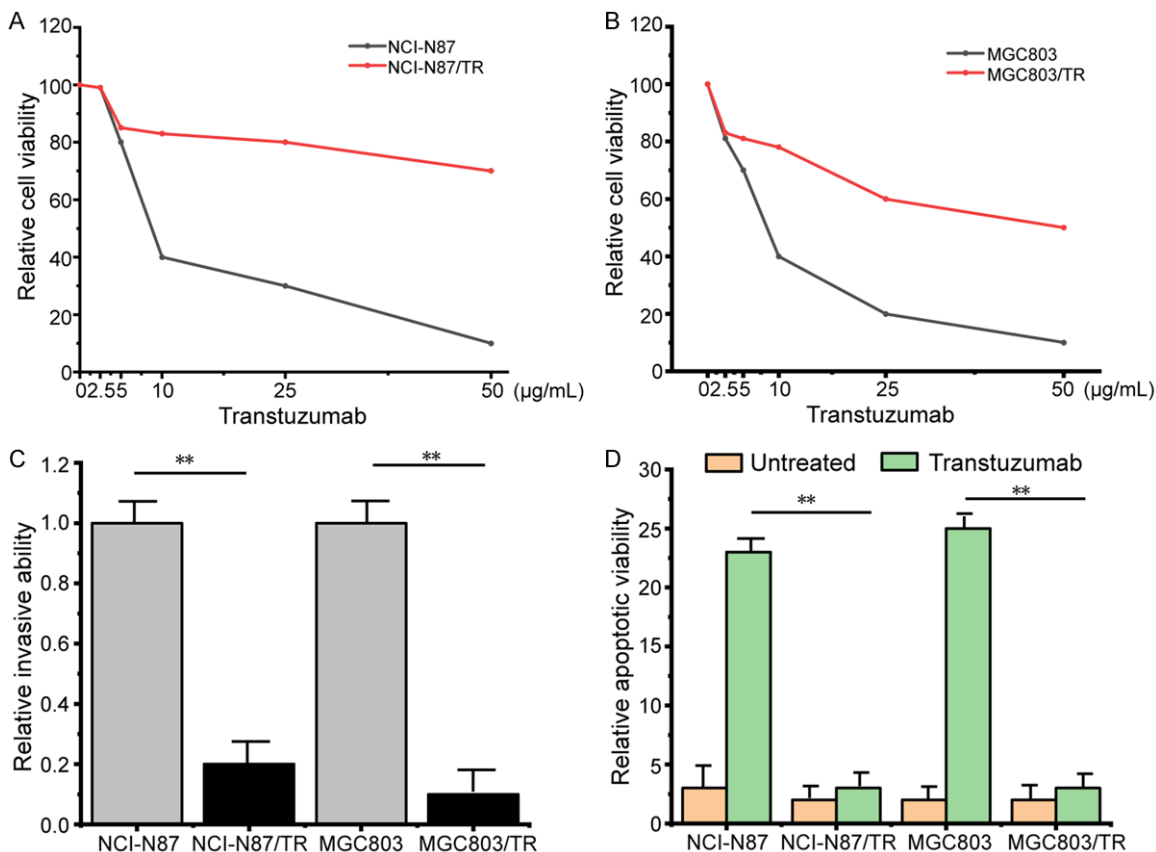 A
Relative cell viability
120
100
80
60
40
20
0
NCI-N87
NCI-N87/TR
02.55 10 25 50 (μg/mL)
Transtuzumab
B
Relative cell viability
120
100
80
60
40
20
0
MGC803
MGC803/TR
02.55 10 25 50 (μg/mL)
Transtuzumab
C
Relative invasive ability
1.2
1.0
0.8
0.6
0.4
0.2
0.0
** **
NCI-N87 NCI-N87/TR MGC803 MGC803/TR
D
Untreated Transtuzumab
Relative apoptotic viability
30
25
20
15
10
5
0
** **
NCI-N87 NCI-N87/TR MGC803 MGC803/TR